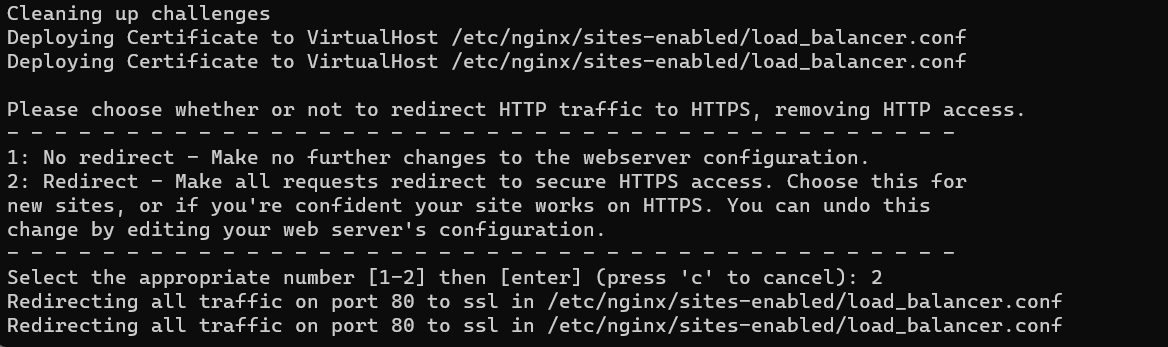 Cleaning up challenges
Deploying Certificate to VirtualHost /etc/nginx/sites-enabled/load_balancer.conf
Deploying Certificate to VirtualHost /etc/nginx/sites-enabled/load_balancer.conf
Please choose whether or not to redirect HTTP traffic to HTTPS, removing HTTP access.
- - - - - - - - - - - - - - - - - - - - - - - - - - - - - - - - - - - - - - - -
1: No redirect - Make no further changes to the webserver configuration.
2: Redirect - Make all requests redirect to secure HTTPS access. Choose this for
new sites, or if you're confident your site works on HTTPS. You can undo this
change by editing your web server's configuration.
- - - - - - - - - - - - - - - - - - - - - - - - - - - - - - - - - - - - - - - -
Select the appropriate number [1-2] then [enter] (press 'c' to cancel): 2
Redirecting all traffic on port 80 to ssl in /etc/nginx/sites-enabled/load_balancer.conf
Redirecting all traffic on port 80 to ssl in /etc/nginx/sites-enabled/load_balancer.conf